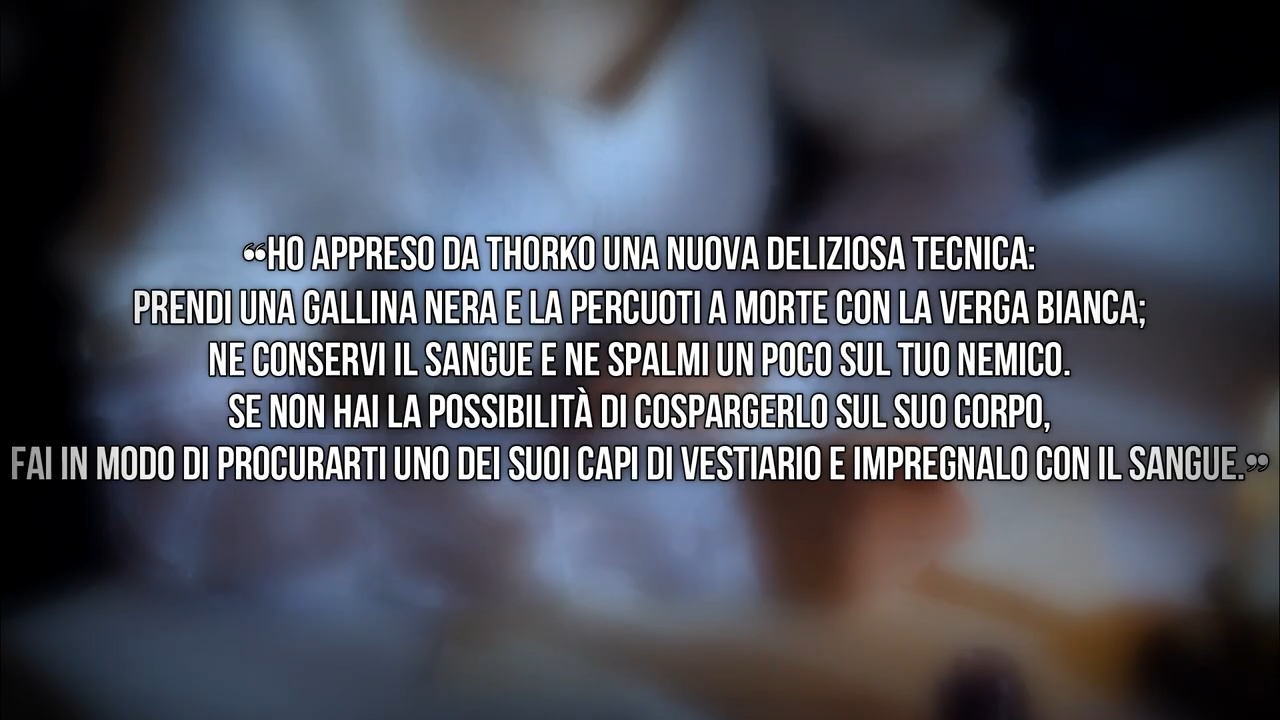 “HO APPRESO DA THORKO UNA NUOVA DELIZIOSA TECNICA:
PRENDI UNA GALLINA NERA E LA PERCUOTI A MORTE CON LA VERGA BIANCA;
NE CONSERVI IL SANGUE E NE SPALMI UN POCO SUL TUO NEMICO.
SE NON HAI LA POSSIBILITÀ DI COSPARGERLO SUL SUO CORPO,
FAI IN MODO DI PROCURARTI UNO DEI SUOI CAPI DI VESTIARIO E IMPREGNALO CON IL SANGUE.”